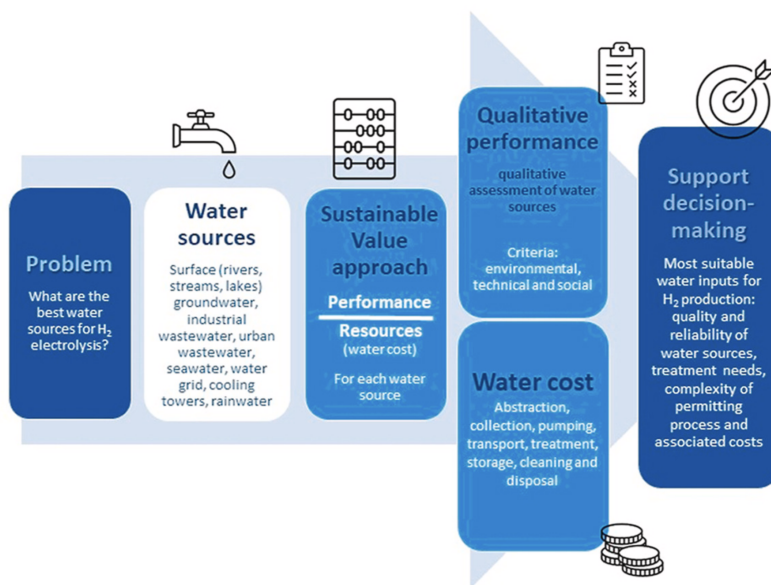 Problem
What are the
best water
sources for H₂
electrolysis?
Water
sources
Surface (rivers,
streams, lakes)
groundwater,
industrial
wastewater, urban
wastewater,
seawater, water
grid, cooling
towers, rainwater
Sustainable
Value
approach
Performance
Resources
(water cost)
For each water
source
Qualitative
performance
qualitative
assessment of water
sources
Criteria:
environmental,
technical and social
Water cost
Abstraction,
collection, pumping,
transport, treatment,
storage, cleaning and
disposal
Support
decision-
making
Most suitable
water inputs for
H₂ production:
quality and
reliability of
water sources,
treatment needs,
complexity of
permitting
process and
associated costs